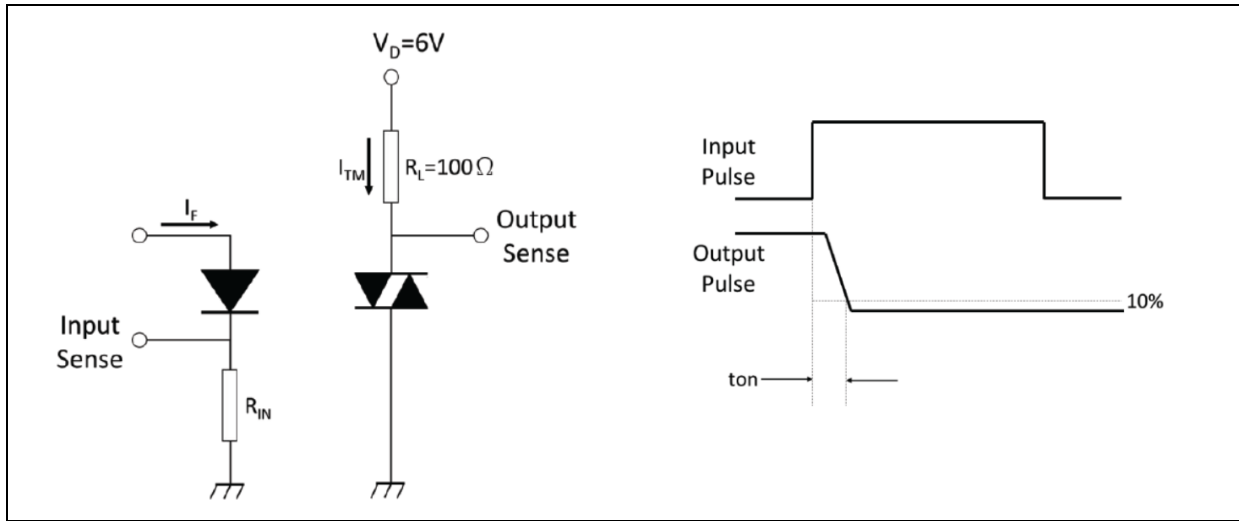 V_D=6V
I_TM
R_L=100Ω
I_F
Output
Sense
Input
Sense
R_IN
Input
Pulse
Output
Pulse
10%
ton